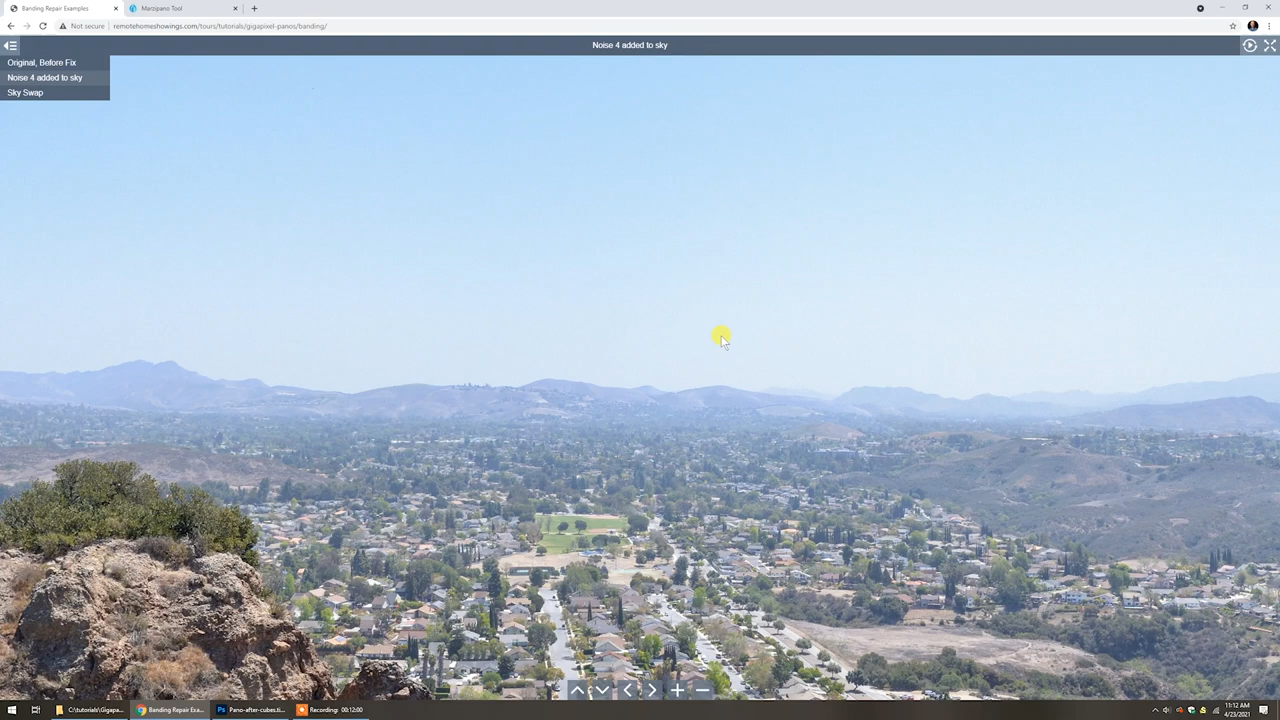 Banding Repair Examples
Marzipano Tool
Not secure
remotehomeshowings.com/tours/tutorials/gigapixel-panos/banding/
Noise 4 added to sky
Original, Before Fix
Noise 4 added to sky
Sky Swap
C:\tutorials\Gigapa...
Banding Repair Exa...
Pano-after-cubes.ti...
Recording: 00:12:00
11:12 AM
4/23/2021